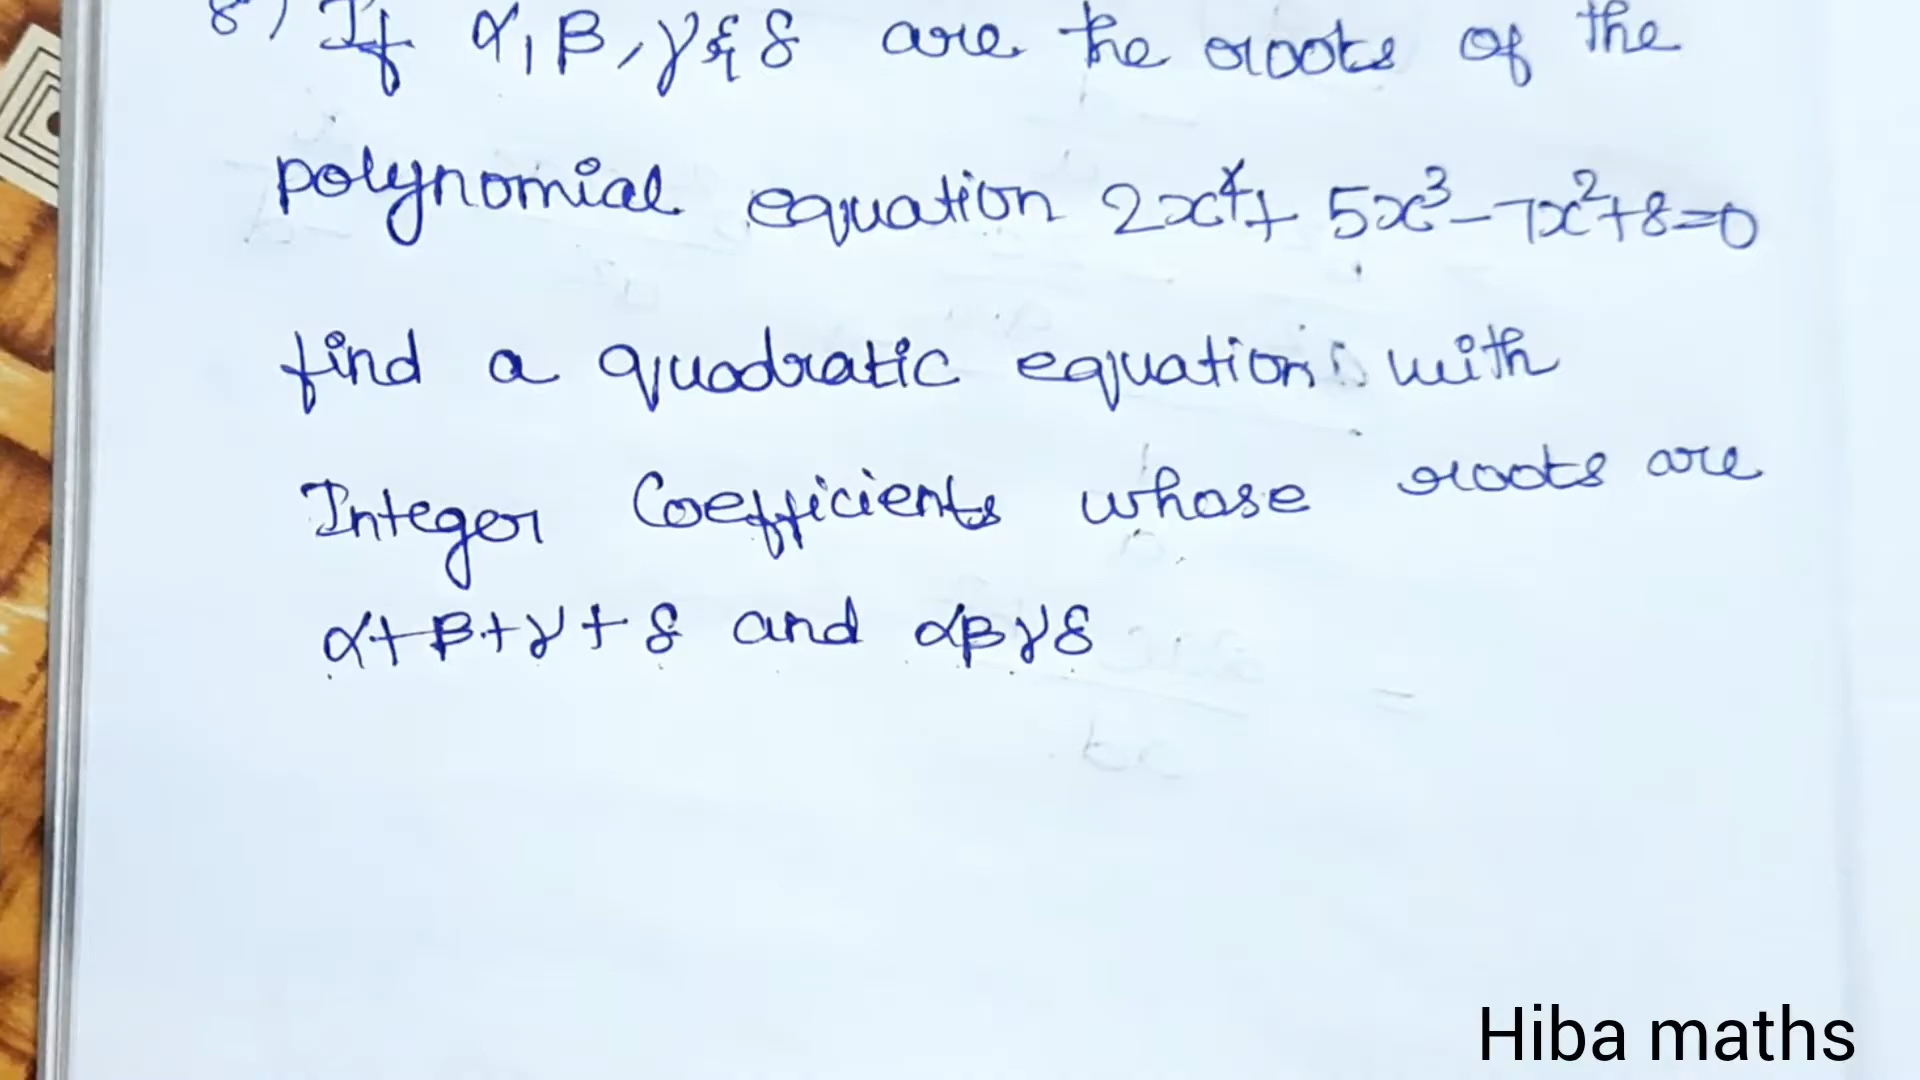 8) If α, β, γ & δ are the roots of the
polynomial equation 2x⁴+ 5x³-7x²+8=0
find a quadratic equation with
Integer Coefficients whose roots are
α+β+γ+δ and αβγδ
Hiba maths